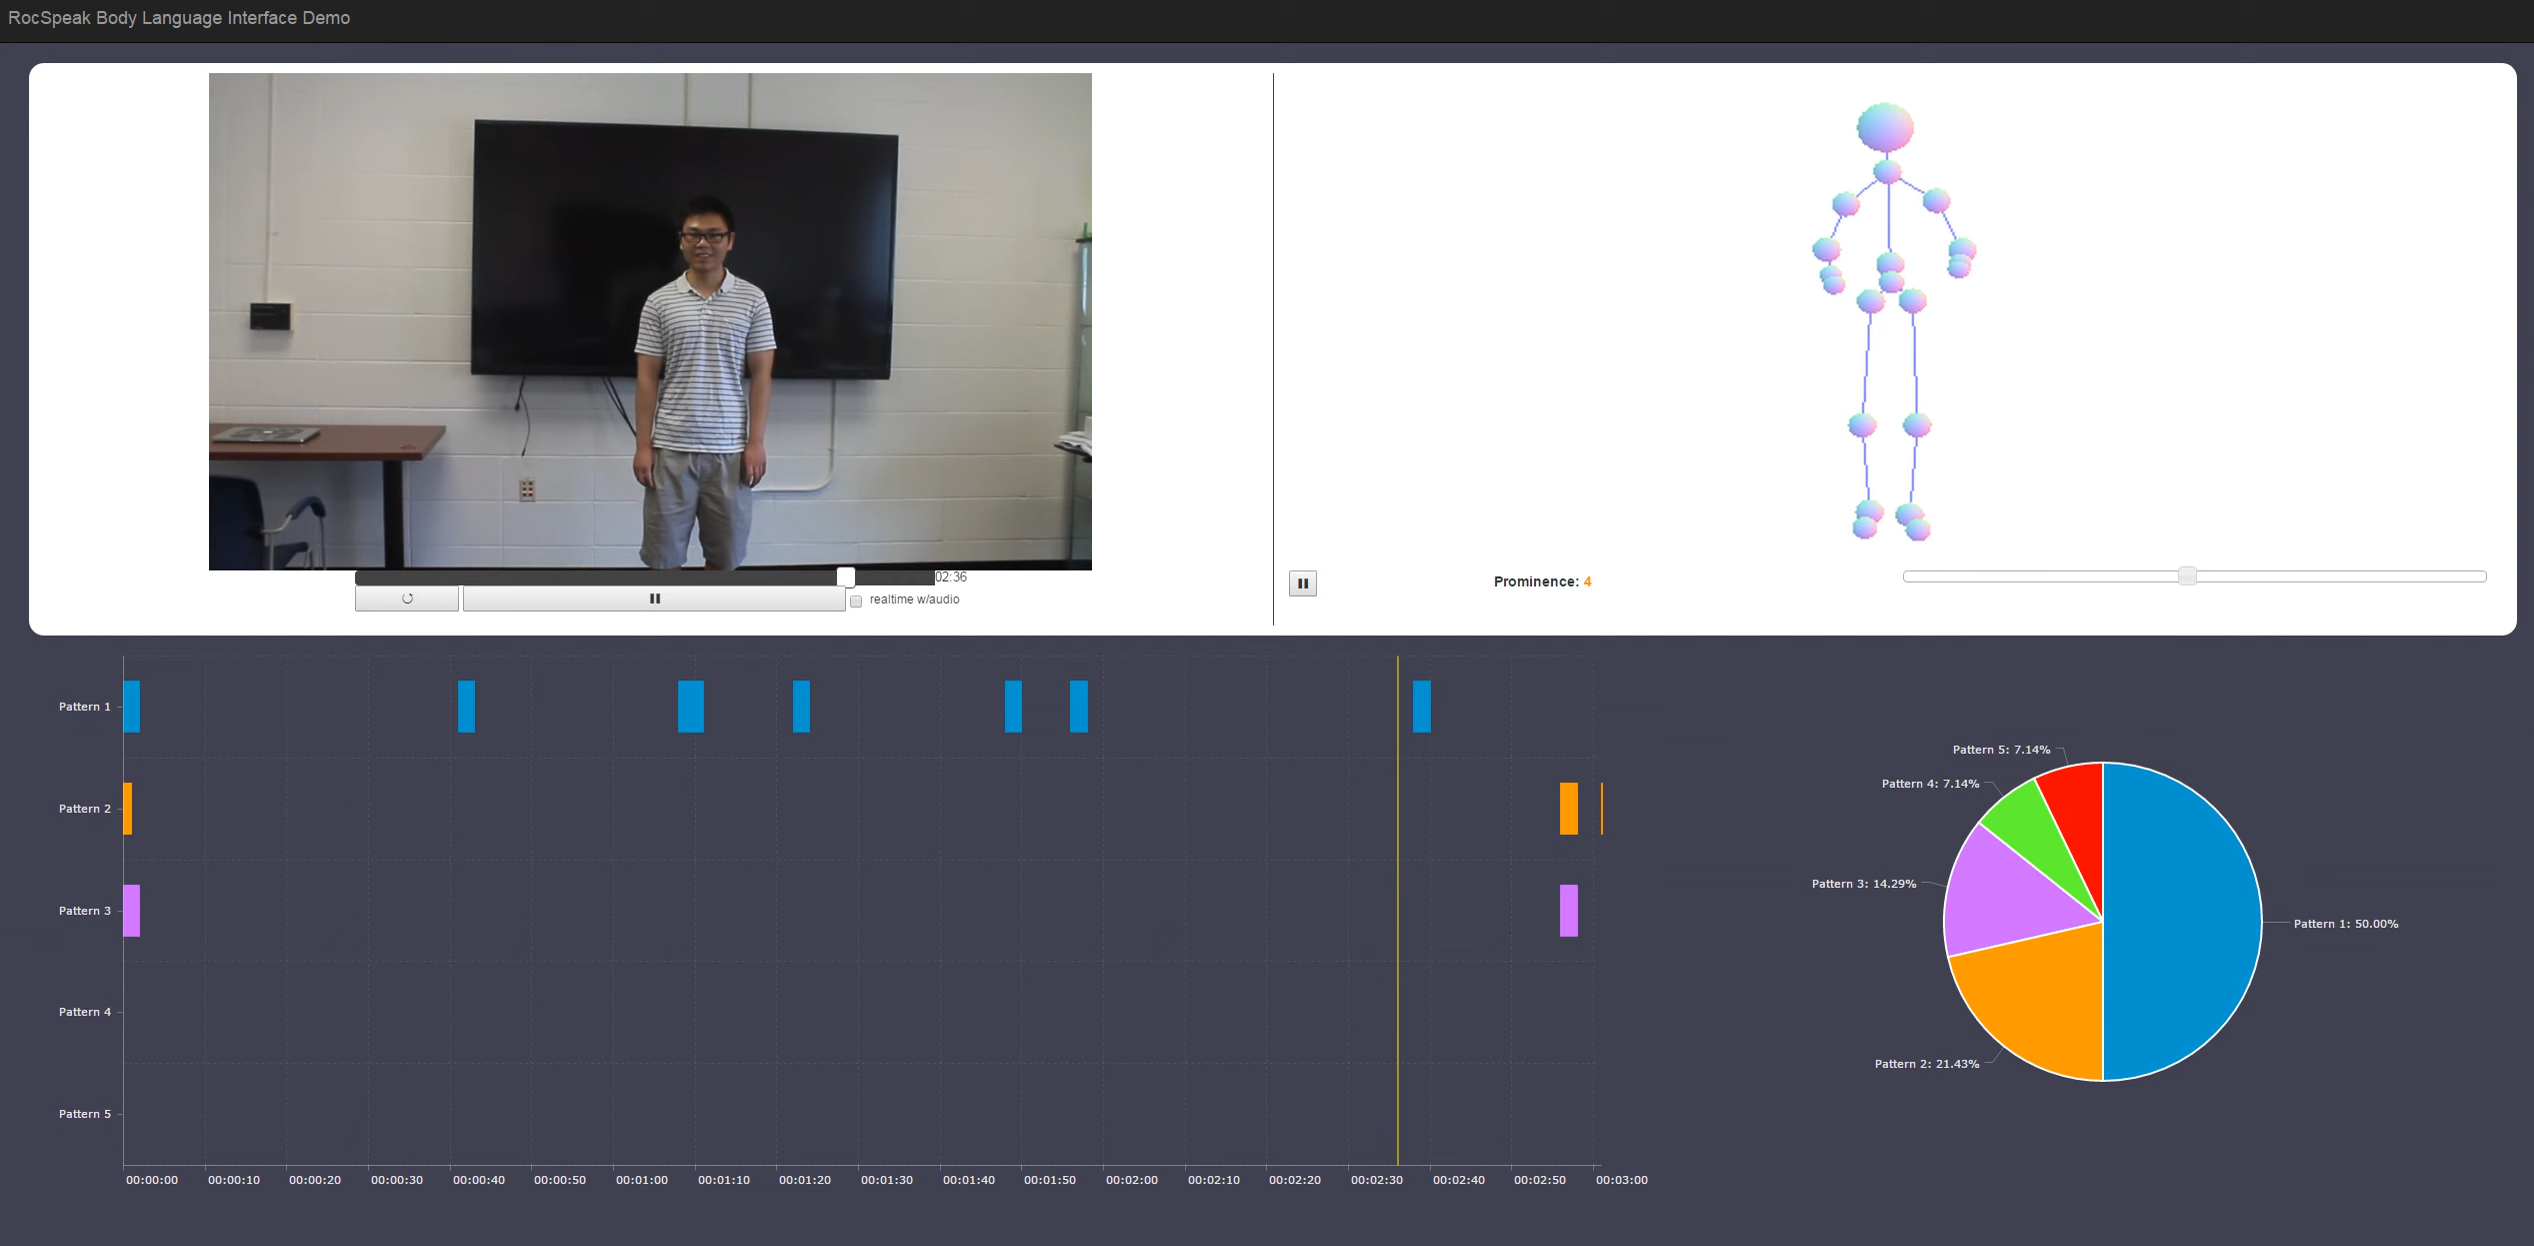 RocSpeak Body Language Interface Demo
02:36
realtime w/audio
Prominence: 4
Pattern 1
Pattern 2
Pattern 3
Pattern 4
Pattern 5
00:00:00 00:00:10 00:00:20 00:00:30 00:00:40 00:00:50 00:01:00 00:01:10 00:01:20 00:01:30 00:01:40 00:01:50 00:02:00 00:02:10 00:02:20 00:02:30 00:02:40 00:02:50 00:03:00
Pattern 5: 7.14%
Pattern 4: 7.14%
Pattern 3: 14.29%
Pattern 1: 50.00%
Pattern 2: 21.43%